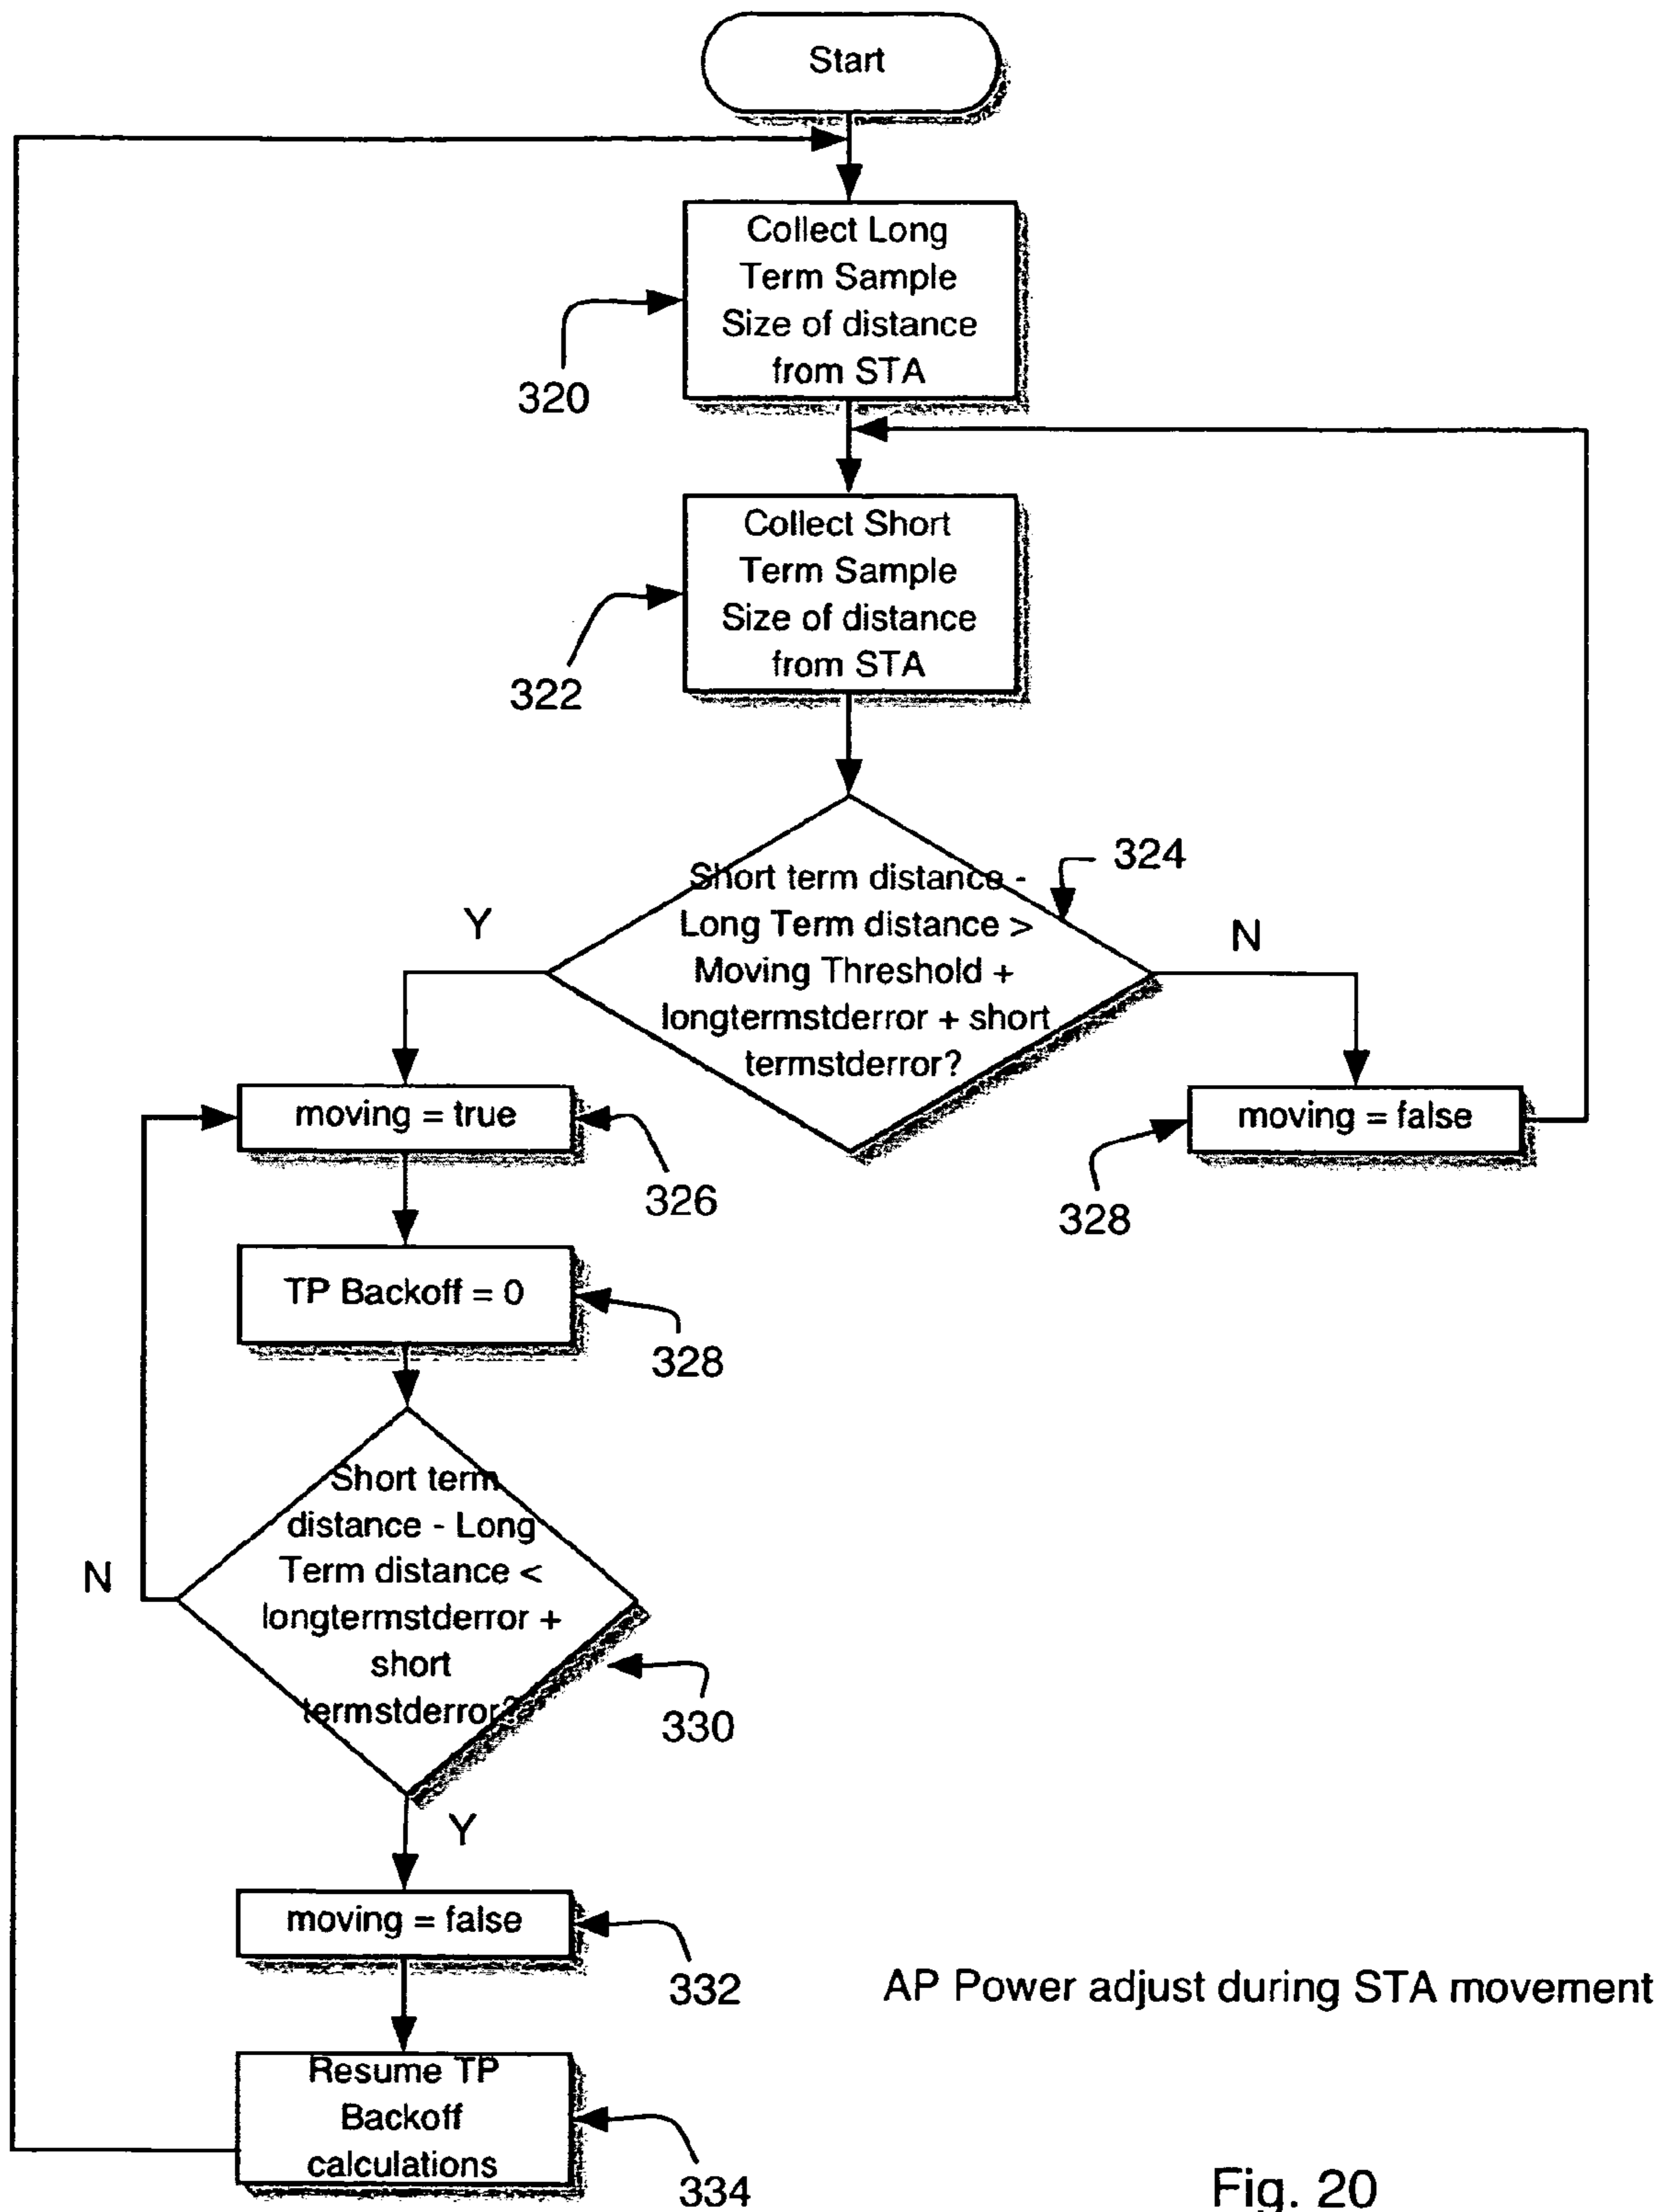 Start
Collect Long
Term Sample
Size of distance
from STA
320
Collect Short
Term Sample
Size of distance
from STA
322
Short term distance -
Long Term distance >
Moving Threshold +
longtermstderror + short
termstderror?
324
Y
N
moving = true
326
moving = false
328
TP Backoff = 0
328
Short term
distance - Long
Term distance <
longtermstderror +
short
termstderror?
330
N
Y
moving = false
332
AP Power adjust during STA movement
Resume TP
Backoff
calculations
334
Fig. 20